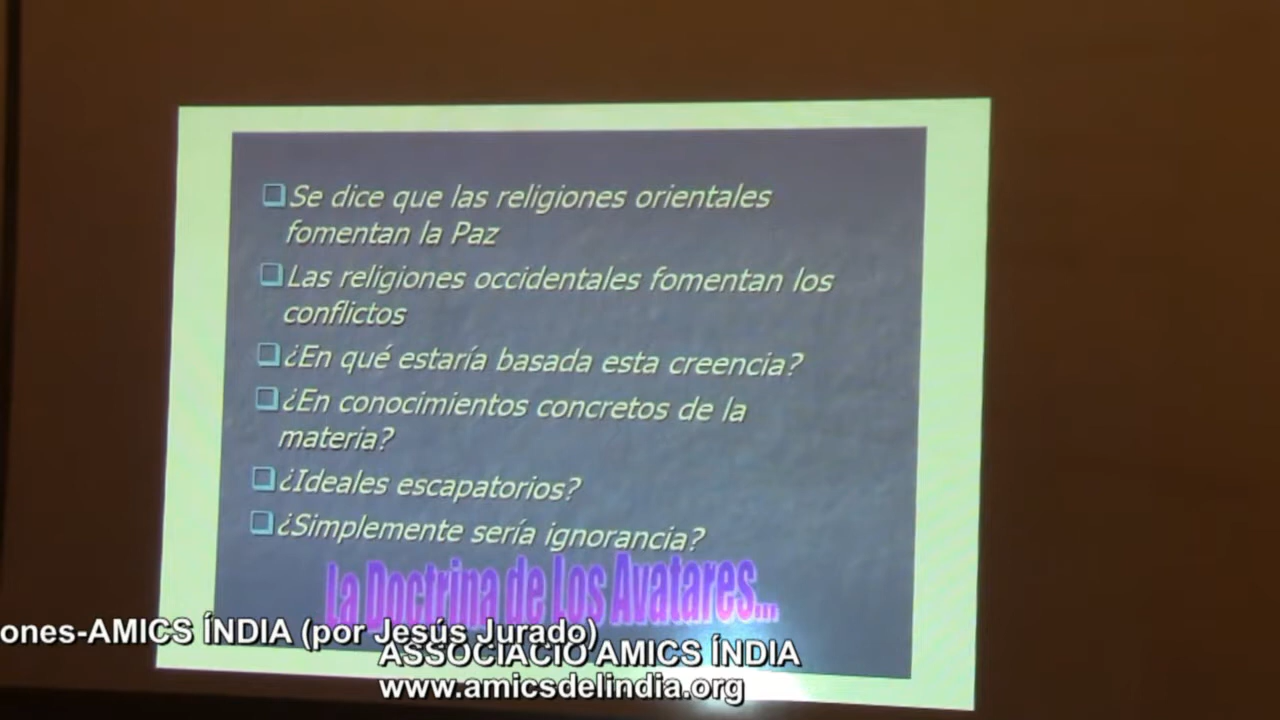 Se dice que las religiones orientales
fomentan la Paz
Las religiones occidentales fomentan los
conflictos
¿En qué estaría basada esta creencia?
¿En conocimientos concretos de la
materia?
¿Ideales escapatorios?
¿Simplemente sería ignorancia?
La Doctrina de Los Avatares...
ones-AMICS ÍNDIA (por Jesús Jurado)
ASSOCIACIÓ AMICS ÍNDIA
www.amicsdelindia.org